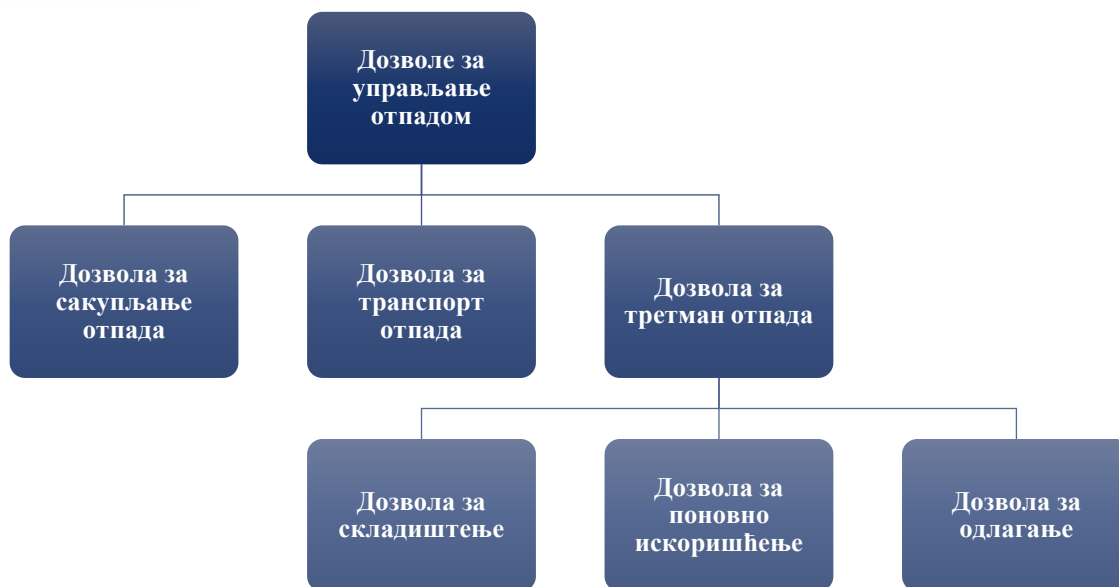 Дозволе за
управљање
отпадом
Дозвола за
сакупљање
отпада
Дозвола за
транспорт
отпада
Дозвола за
третман отпада
Дозвола за
складиштење
Дозвола за
поновно
искоришћење
Дозвола за
одлагање